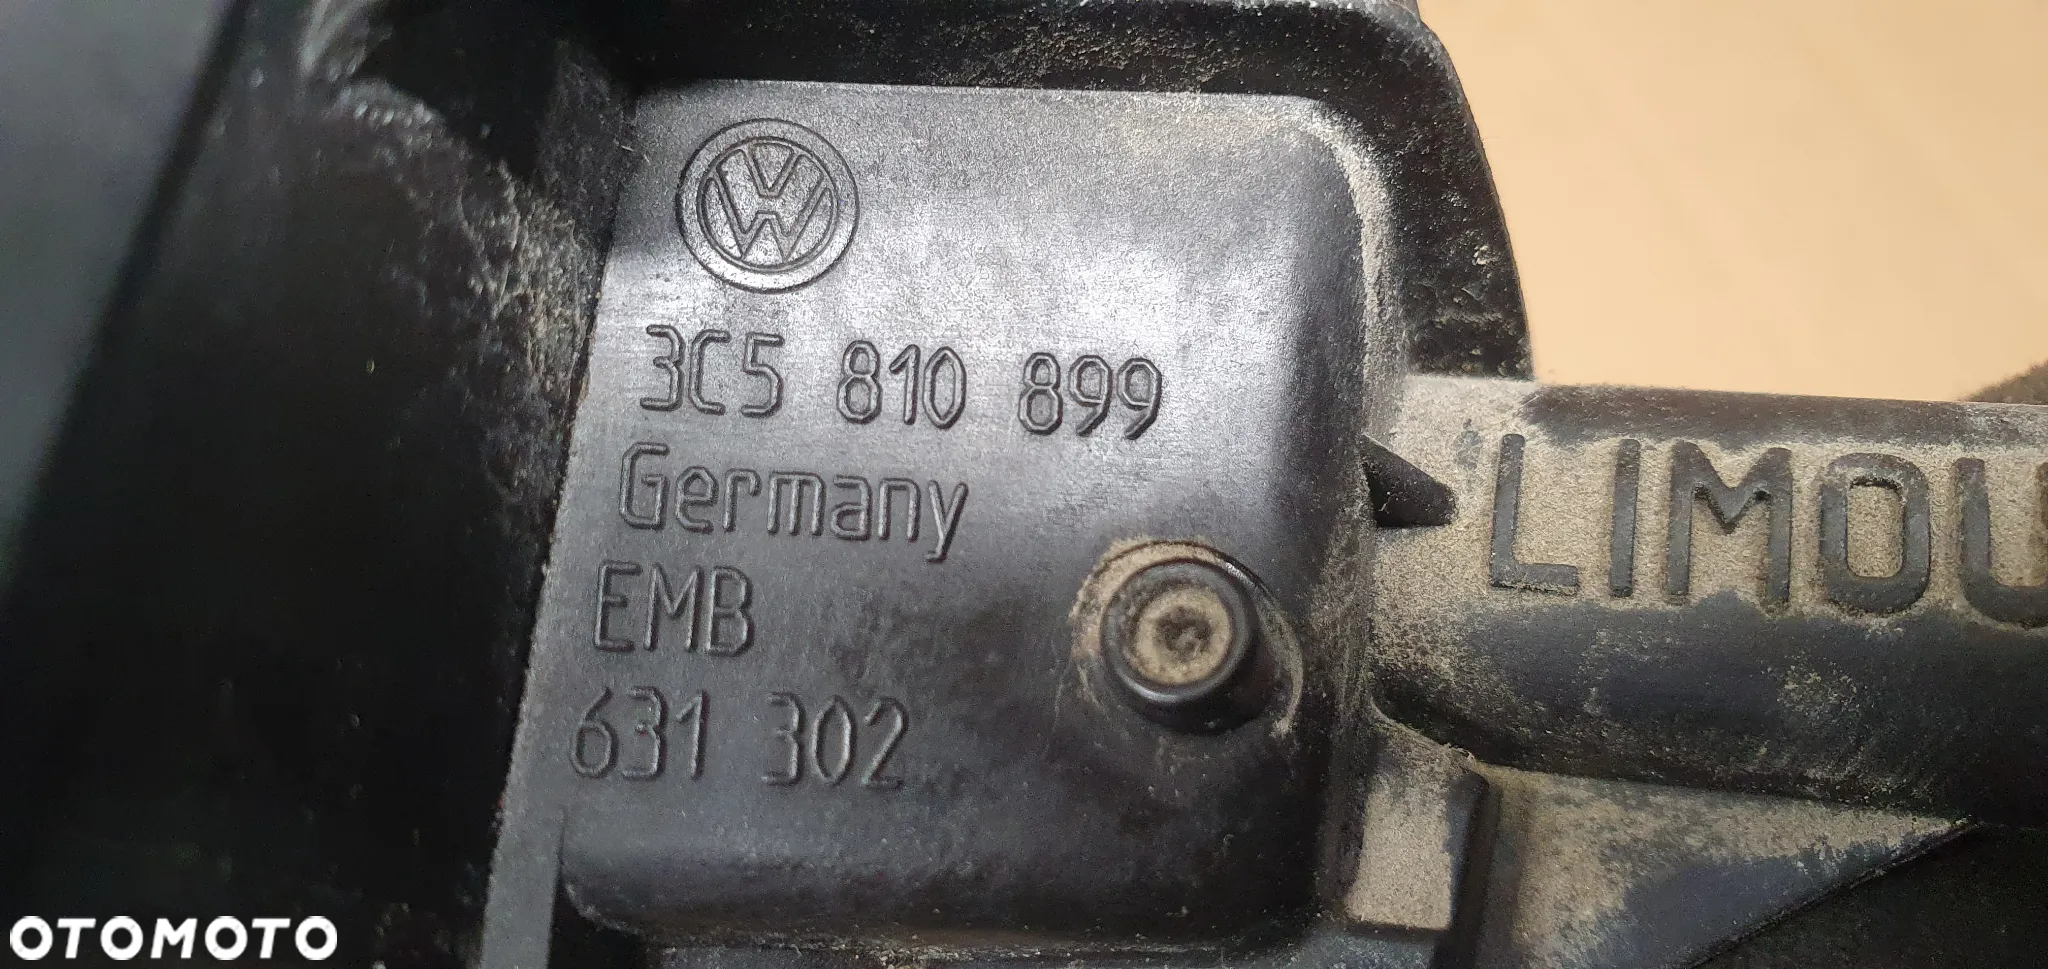 3C5 810 899
Germany
EMB
631 302
LIMOU
OTOMOTO